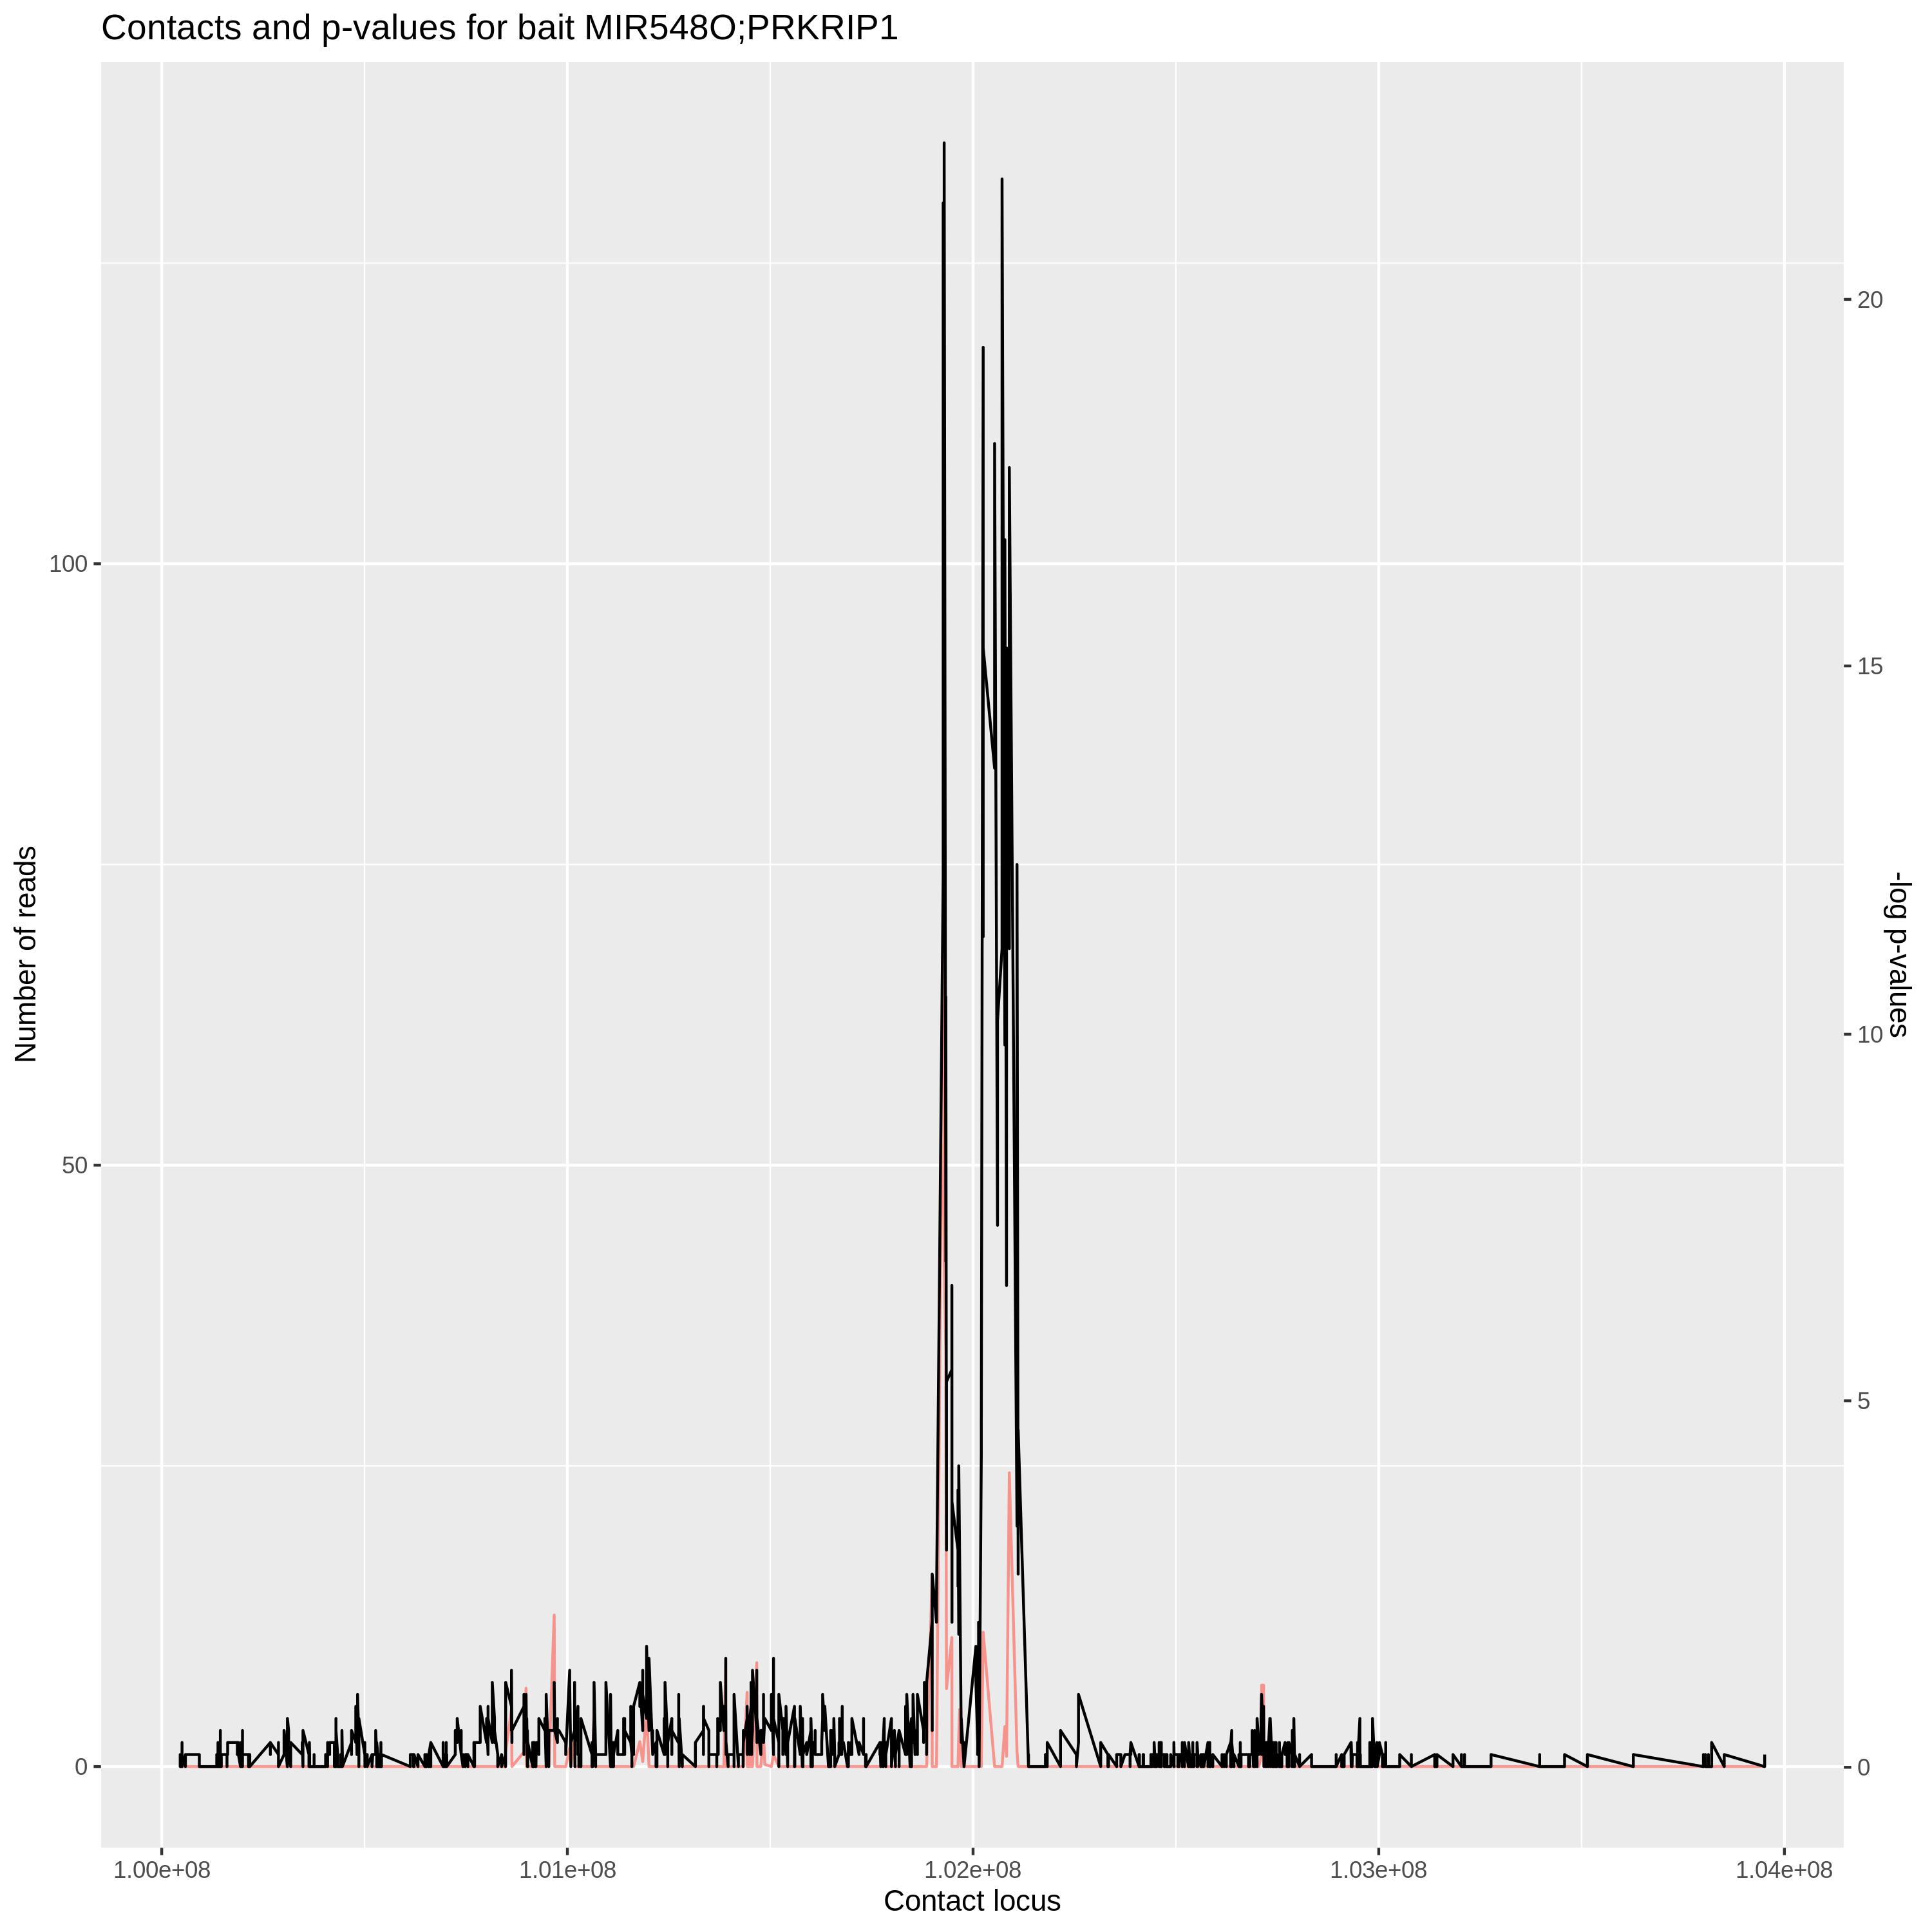 Contacts and p-values for bait MIR548O;PRKRIP1
Number of reads
100
50
0
20
15
10
5
0
-log p-values
1.00e+08 1.01e+08 1.02e+08 1.03e+08 1.04e+08
Contact locus